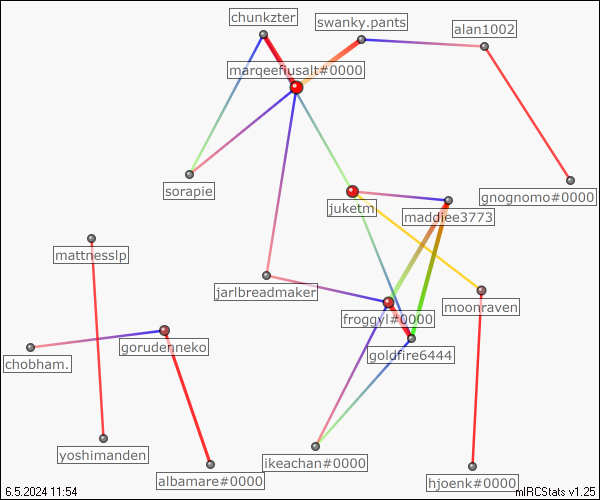 chunkzter
swanky.pants
alan1002
marqeefiusalt#0000
sorapie
gnognomo#0000
juketm
maddiee3773
mattnesslp
jarlbreadmaker
moonraven
froggyl#0000
gorudenneko
goldfire6444
chobham.
yoshimanden
ikeachan#0000
albamare#0000
hjoenk#0000
6.5.2024 11:54
mIRCStats v1.25